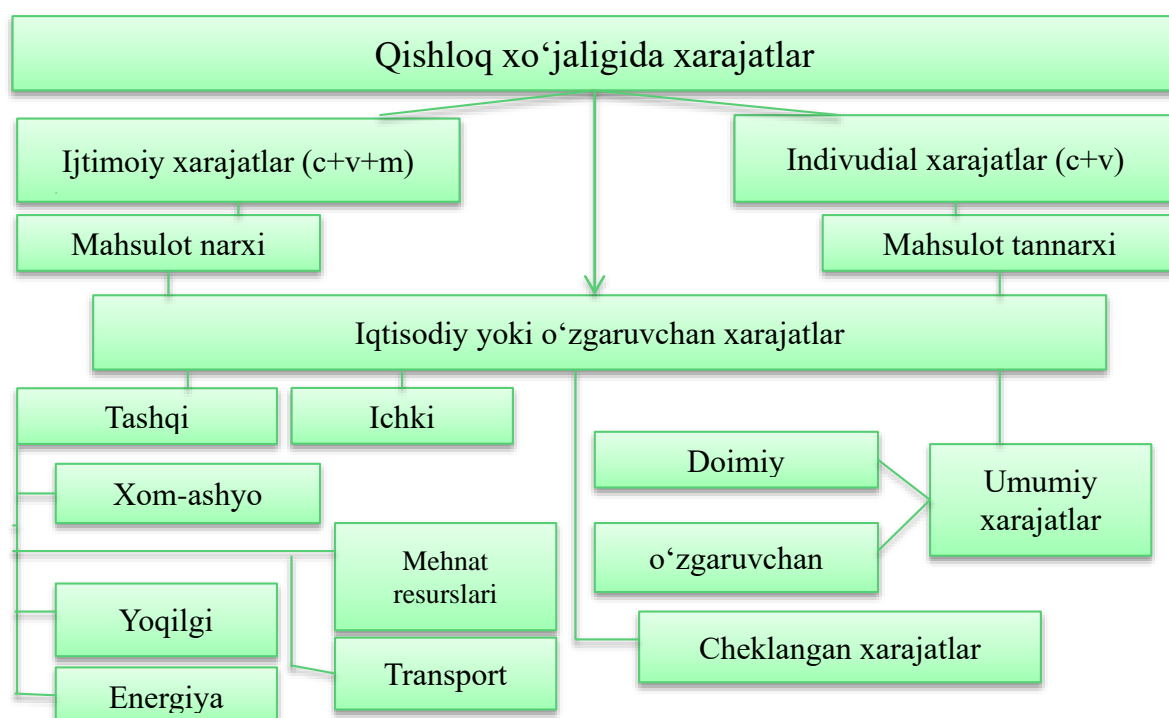 Qishloq xo‘jaligida xarajatlar
Ijtimoiy xarajatlar (c+v+m)
Indivudial xarajatlar (c+v)
Mahsulot narxi
Mahsulot tannarxi
Iqtisodiy yoki o‘zgaruvchan xarajatlar
Tashqi
Ichki
Xom-ashyo
Mehnat
resurslari
Yoqilgi
Transport
Energiya
Doimiy
o‘zgaruvchan
Umumiy
xarajatlar
Cheklangan xarajatlar